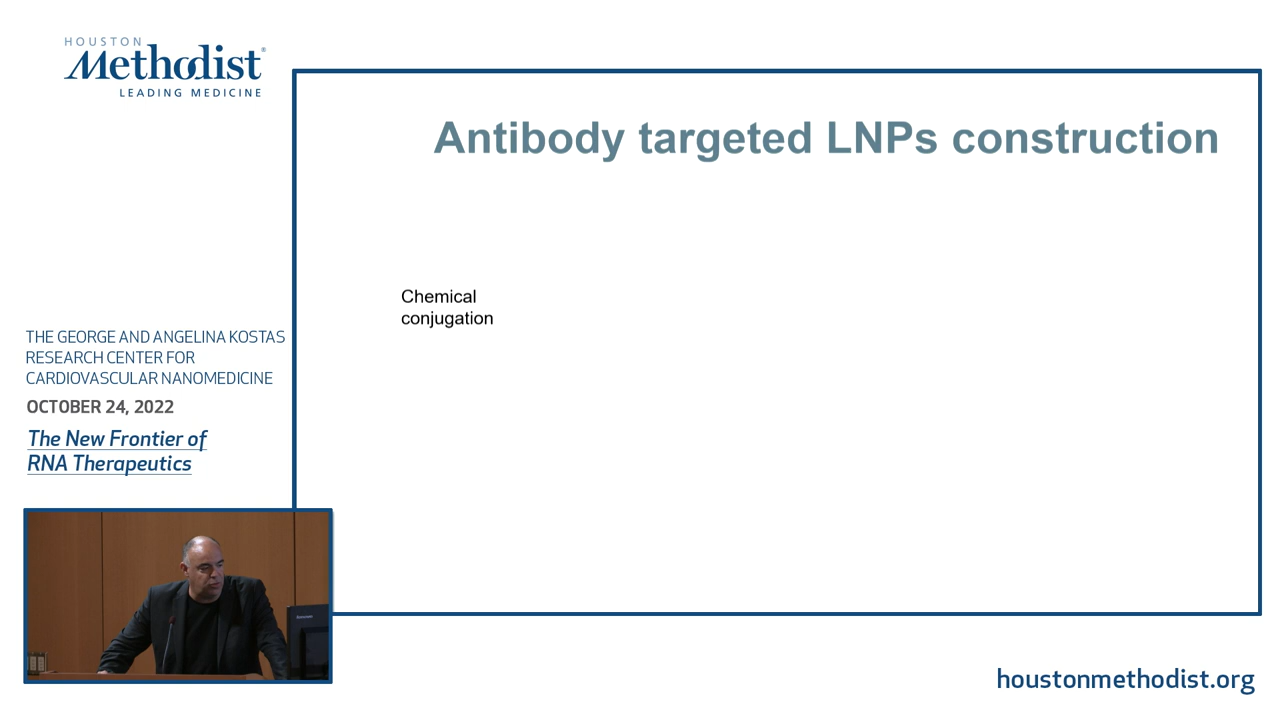 HOUSTON
Methodist®
LEADING MEDICINE
Antibody targeted LNPs construction
Chemical
conjugation
THE GEORGE AND ANGELINA KOSTAS
RESEARCH CENTER FOR
CARDIOVASCULAR NANOMEDICINE
OCTOBER 24, 2022
The New Frontier of
RNA Therapeutics
houstonmethodist.org